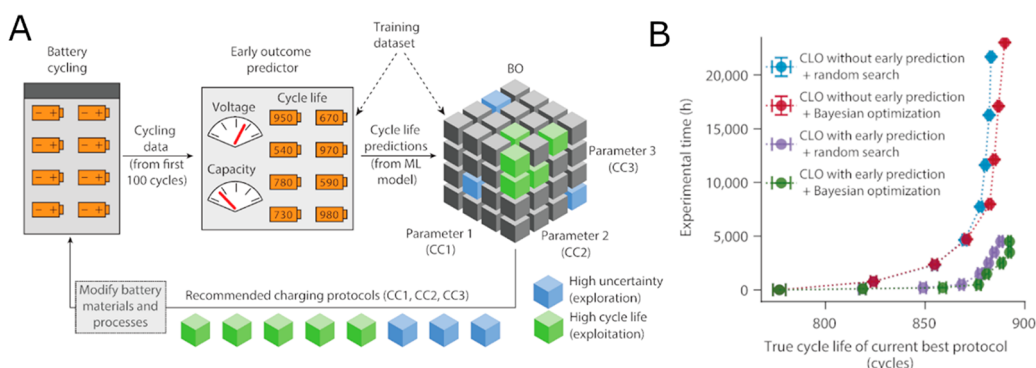 A
Battery
cycling
Cycling
data
(from first
100 cycles)
Early outcome
predictor
Voltage
Capacity
Cycle life
950 670
540 970
780 590
730 980
Training
dataset
Cycle life
predictions
(from ML
model)
BO
Parameter 3
(CC3)
Parameter 1
(CC1)
Parameter 2
(CC2)
Modify battery
materials and
processes
Recommended charging protocols (CC1, CC2, CC3)
High uncertainty
(exploration)
High cycle life
(exploitation)
B
CLO without early prediction
+ random search
CLO without early prediction
+ Bayesian optimization
CLO with early prediction
+ random search
CLO with early prediction
+ Bayesian optimization
Experimental time (h)
20,000
15,000
10,000
5,000
0
800 850 900
True cycle life of current best protocol
(cycles)